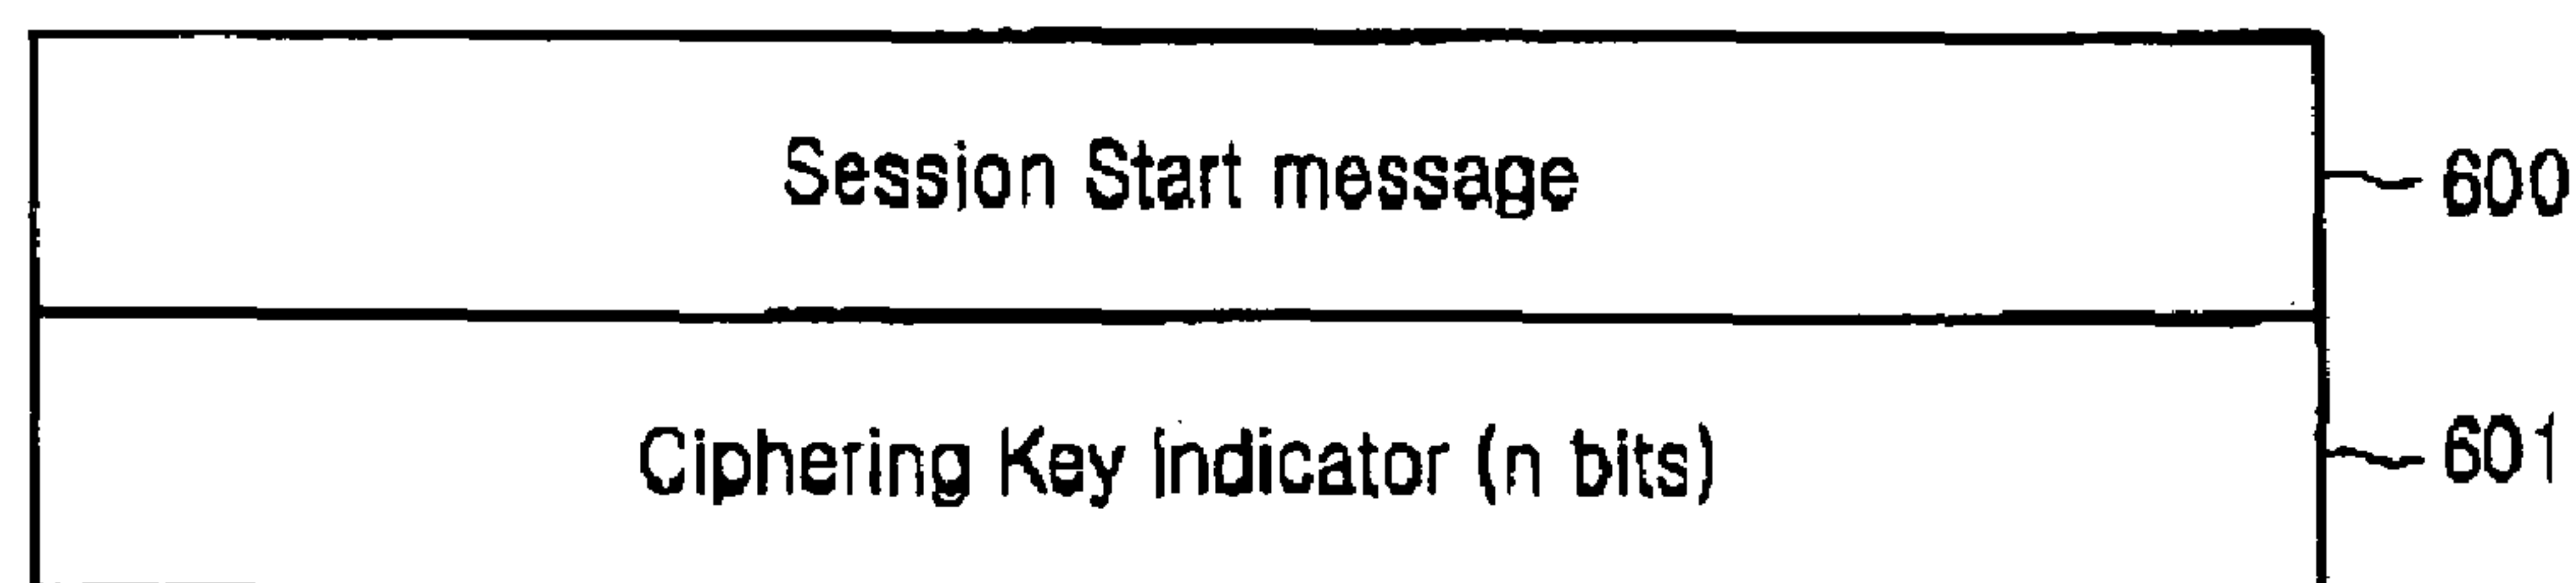 Session Start message 600
Ciphering Key indicator (n bits) 601